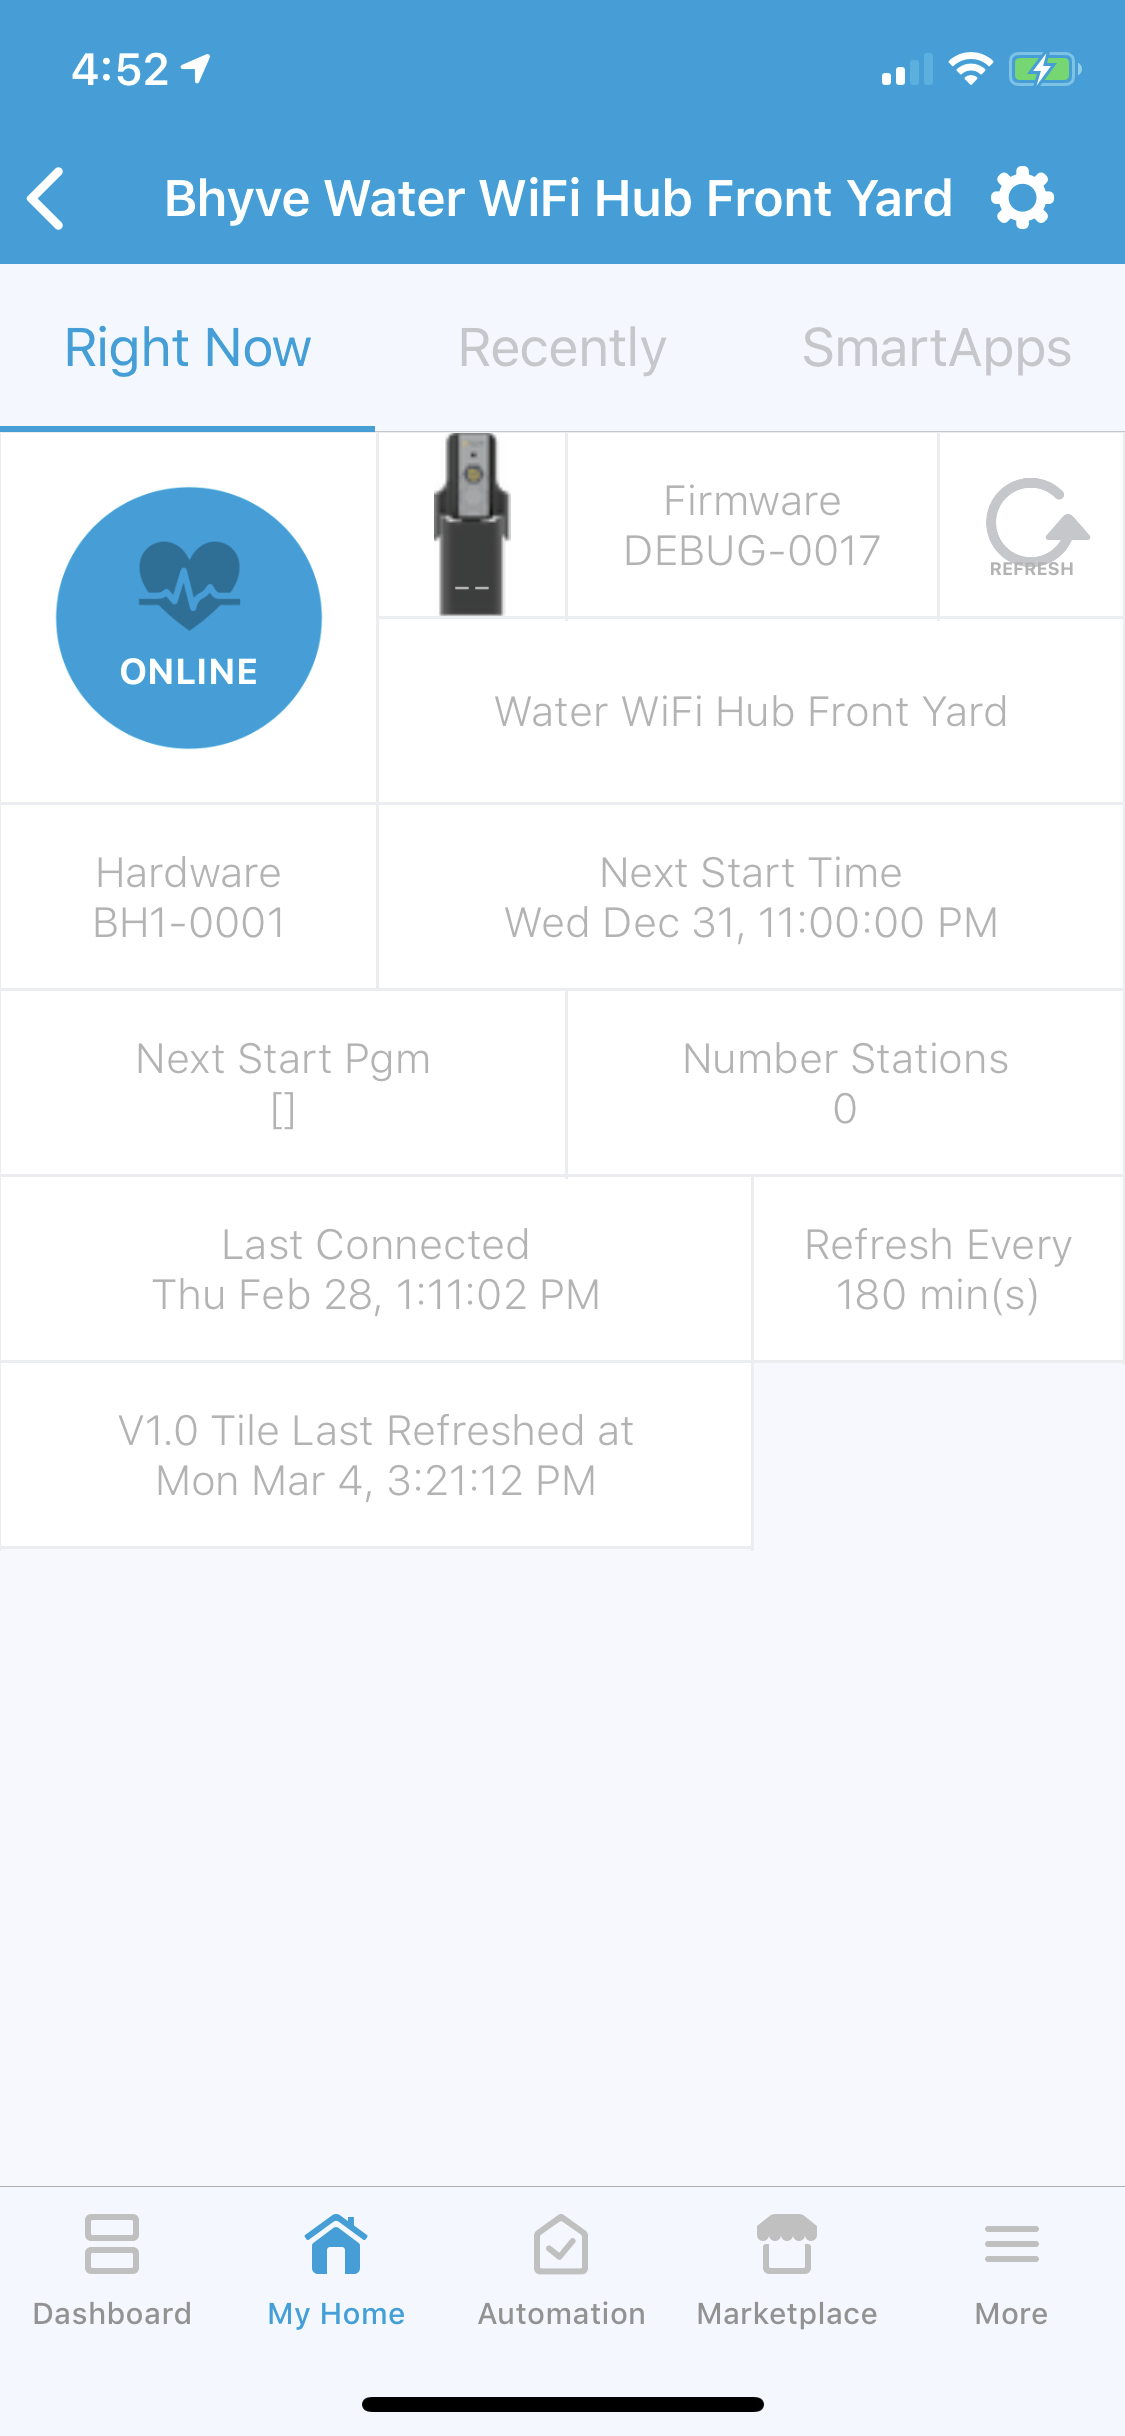 4:52
Bhyve Water WiFi Hub Front Yard
Right Now
Recently
SmartApps
ONLINE
Firmware
DEBUG-0017
REFRESH
Water WiFi Hub Front Yard
Hardware
BH1-0001
Next Start Time
Wed Dec 31, 11:00:00 PM
Next Start Pgm
[]
Number Stations
0
Last Connected
Thu Feb 28, 1:11:02 PM
Refresh Every
180 min(s)
V1.0 Tile Last Refreshed at
Mon Mar 4, 3:21:12 PM
Dashboard
My Home
Automation
Marketplace
More